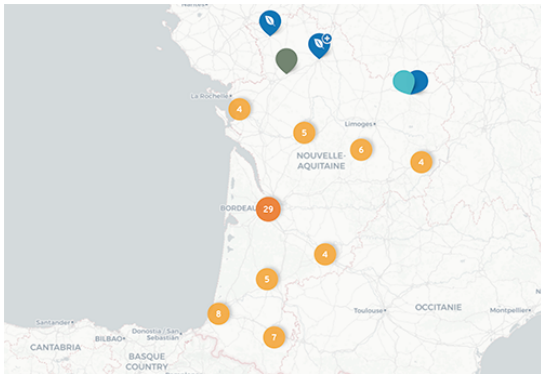 La Rochelle
4
5
Limoges
6
4
NOUVELLE-
AQUITAINE
BORDEAU
29
4
5
8
7
Toulouse
OCCITANIE
Montpellier
Santander
CANTABRIA
BILBAO
Donostia / San
Sebastián
BASQUE
COUNTRY